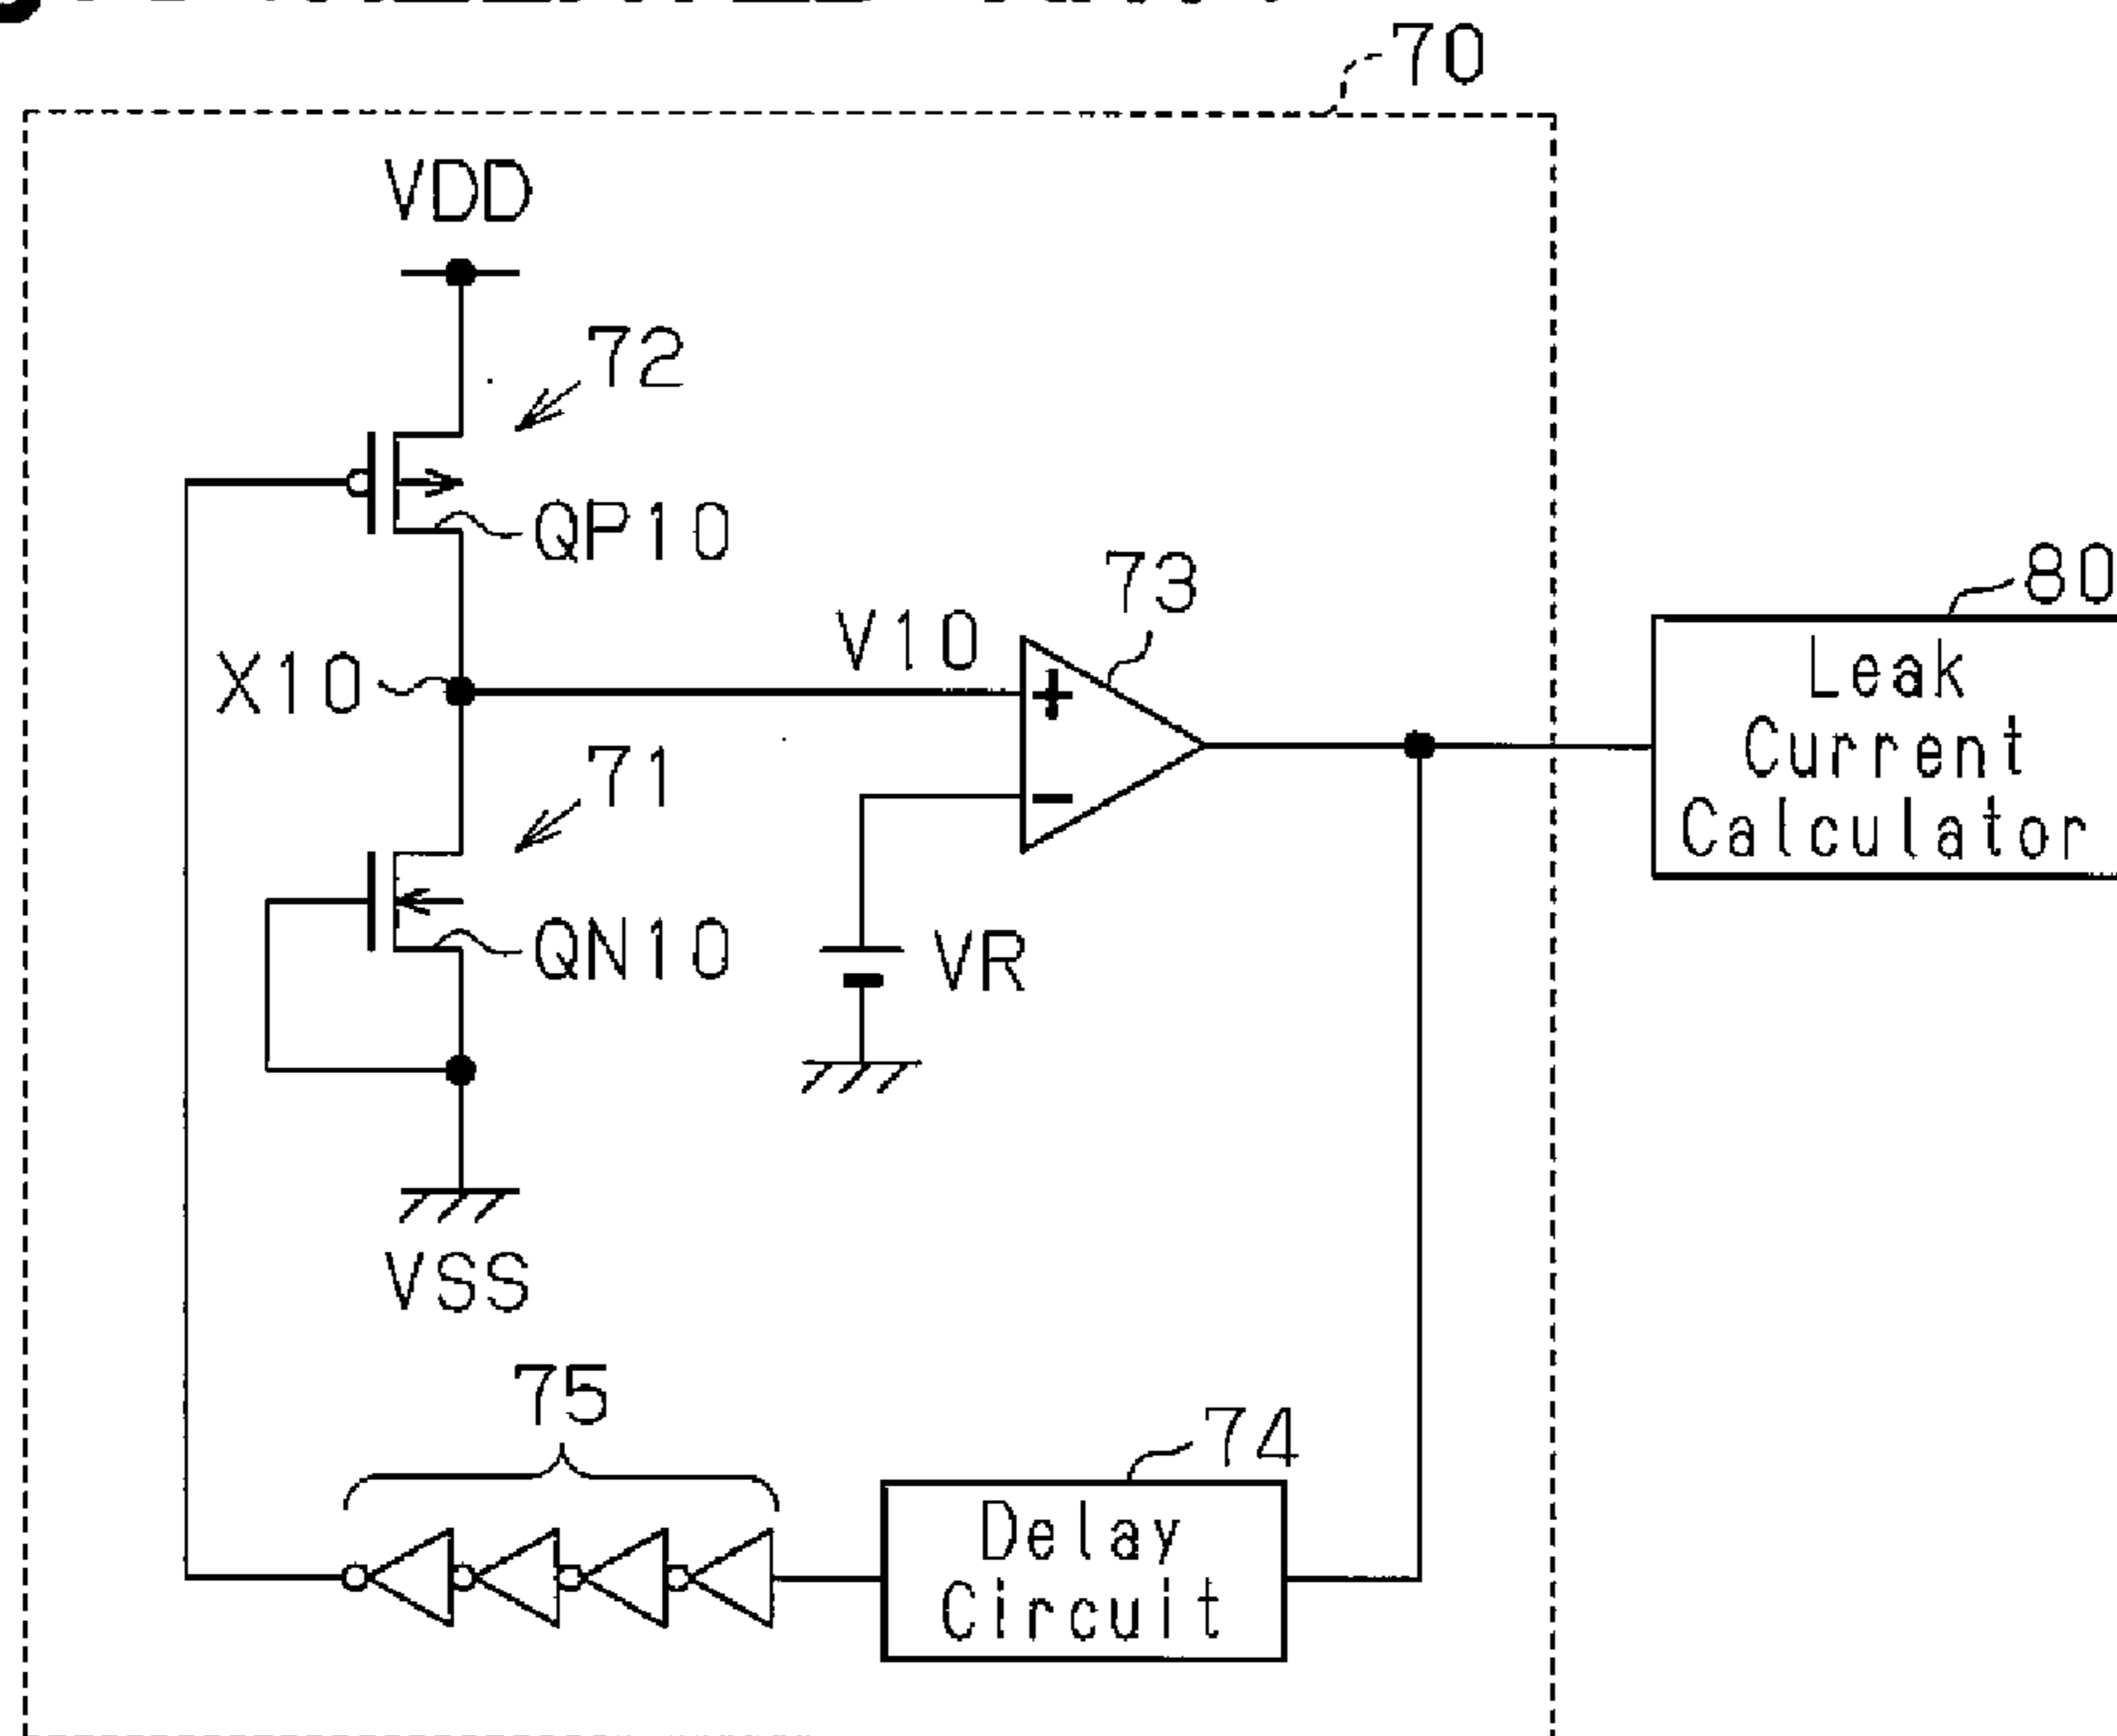 70
VDD
72
QP10
73
80
V10
X10
+
Leak
Current
Calculator
71
−
QN10
VR
VSS
75
74
Delay
Circuit